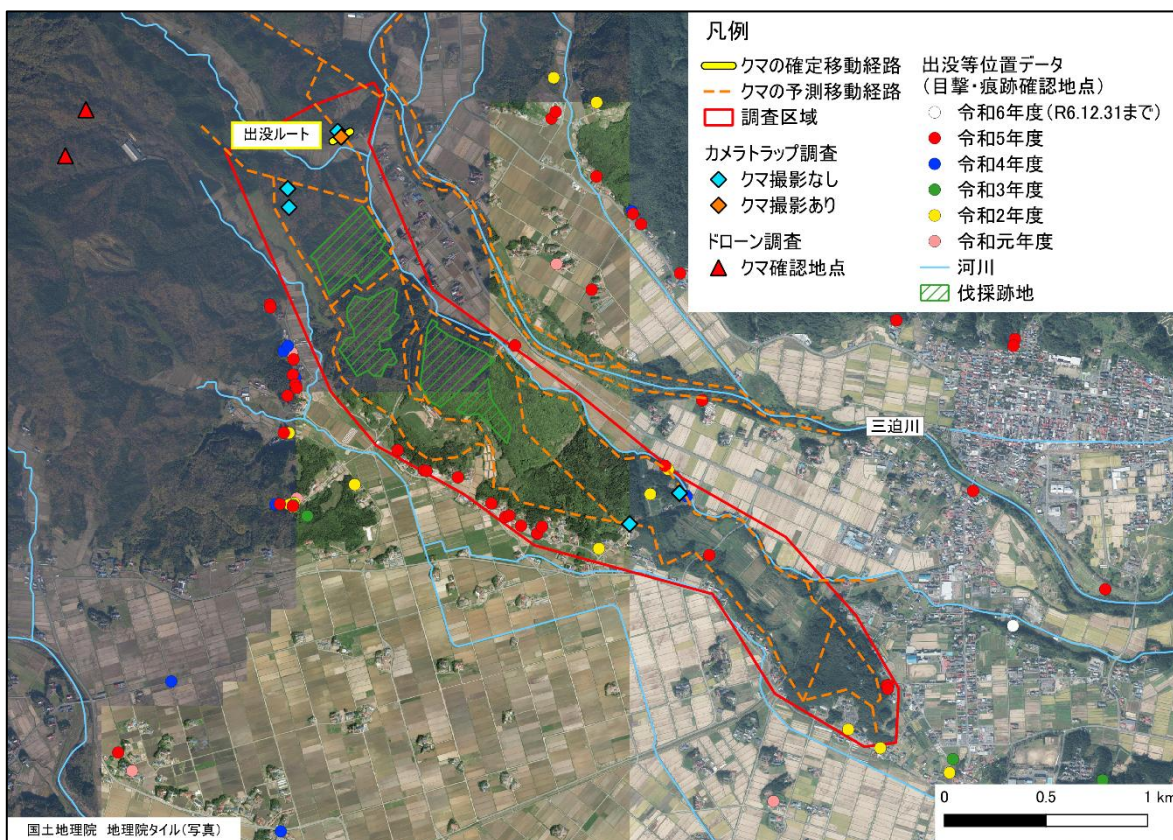 凡例
クマの確定移動経路
クマの予測移動経路
調査区域
カメラトラップ調査
クマ撮影なし
クマ撮影あり
ドローン調査
クマ確認地点
出没等位置データ
(目撃・痕跡確認地点)
令和6年度(R6.12.31まで)
令和5年度
令和4年度
令和3年度
令和2年度
令和元年度
河川
伐採跡地
出没ルート
三迫川
0 0.5 1 km
国土地理院 地理院タイル(写真)